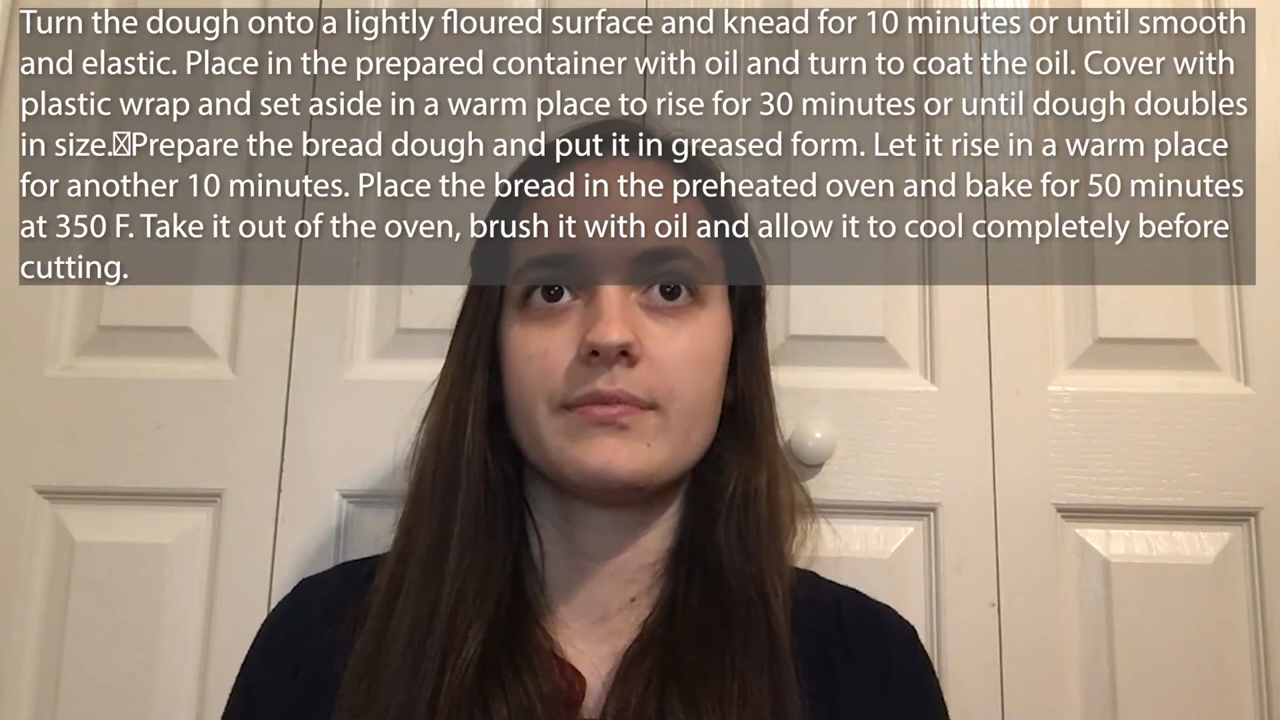 Turn the dough onto a lightly floured surface and knead for 10 minutes or until smooth
and elastic. Place in the prepared container with oil and turn to coat the oil. Cover with
plastic wrap and set aside in a warm place to rise for 30 minutes or until dough doubles
in size.Prepare the bread dough and put it in greased form. Let it rise in a warm place
for another 10 minutes. Place the bread in the preheated oven and bake for 50 minutes
at 350 F. Take it out of the oven, brush it with oil and allow it to cool completely before
cutting.